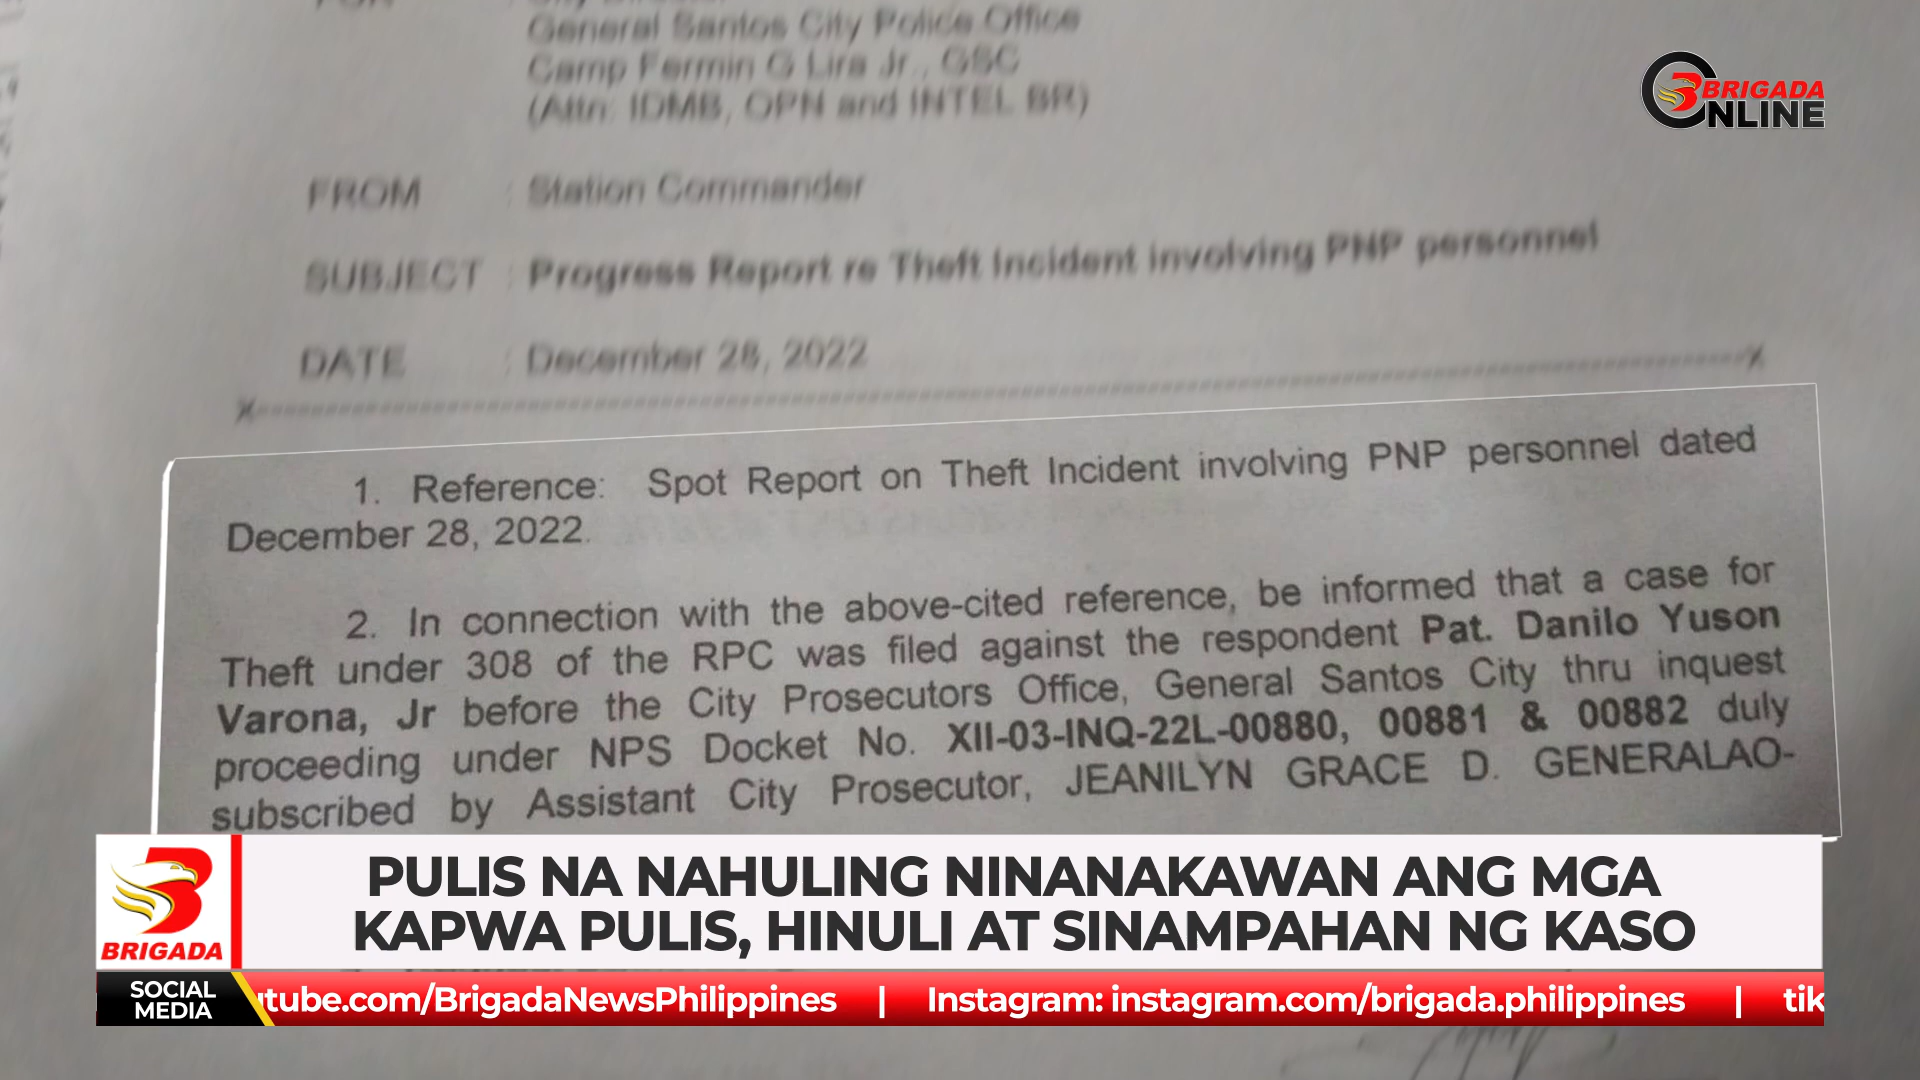 General Santos City Police Office
Camp Fermin G Lira Jr., GSC
(Attn: IDMB, OPN and INTEL BR)
FROM : Station Commander
SUBJECT : Progress Report re Theft Incident involving PNP personnel
DATE : December 28, 2022
1. Reference: Spot Report on Theft Incident involving PNP personnel dated
December 28, 2022.
2. In connection with the above-cited reference, be informed that a case for
Theft under 308 of the RPC was filed against the respondent Pat. Danilo Yuson
Varona, Jr before the City Prosecutors Office, General Santos City thru inquest
proceeding under NPS Docket No. XII-03-INQ-22L-00880, 00881 & 00882 duly
subscribed by Assistant City Prosecutor, JEANILYN GRACE D. GENERALAO-
BRIGADA
ONLINE
BRIGADA
PULIS NA NAHULING NINANAKAWAN ANG MGA
KAPWA PULIS, HINULI AT SINAMPAHAN NG KASO
SOCIAL
MEDIA
utube.com/BrigadaNewsPhilippines | Instagram: instagram.com/brigada.philippines | tik